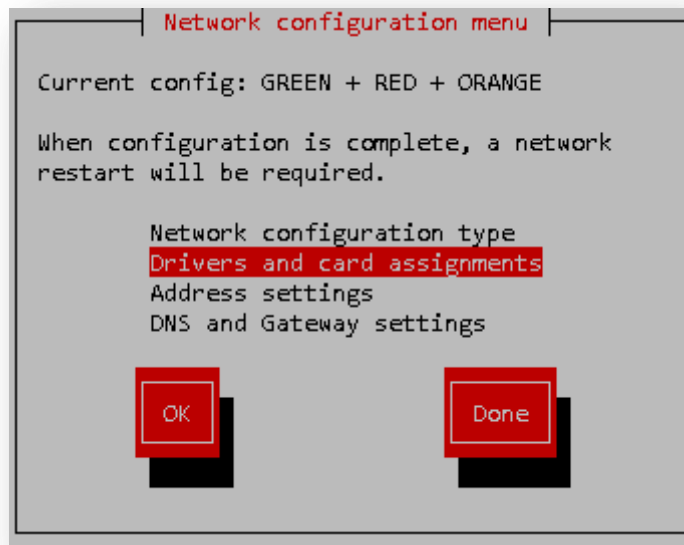 Network configuration menu
Current config: GREEN + RED + ORANGE
When configuration is complete, a network
restart will be required.
Network configuration type
Drivers and card assignments
Address settings
DNS and Gateway settings
OK
Done